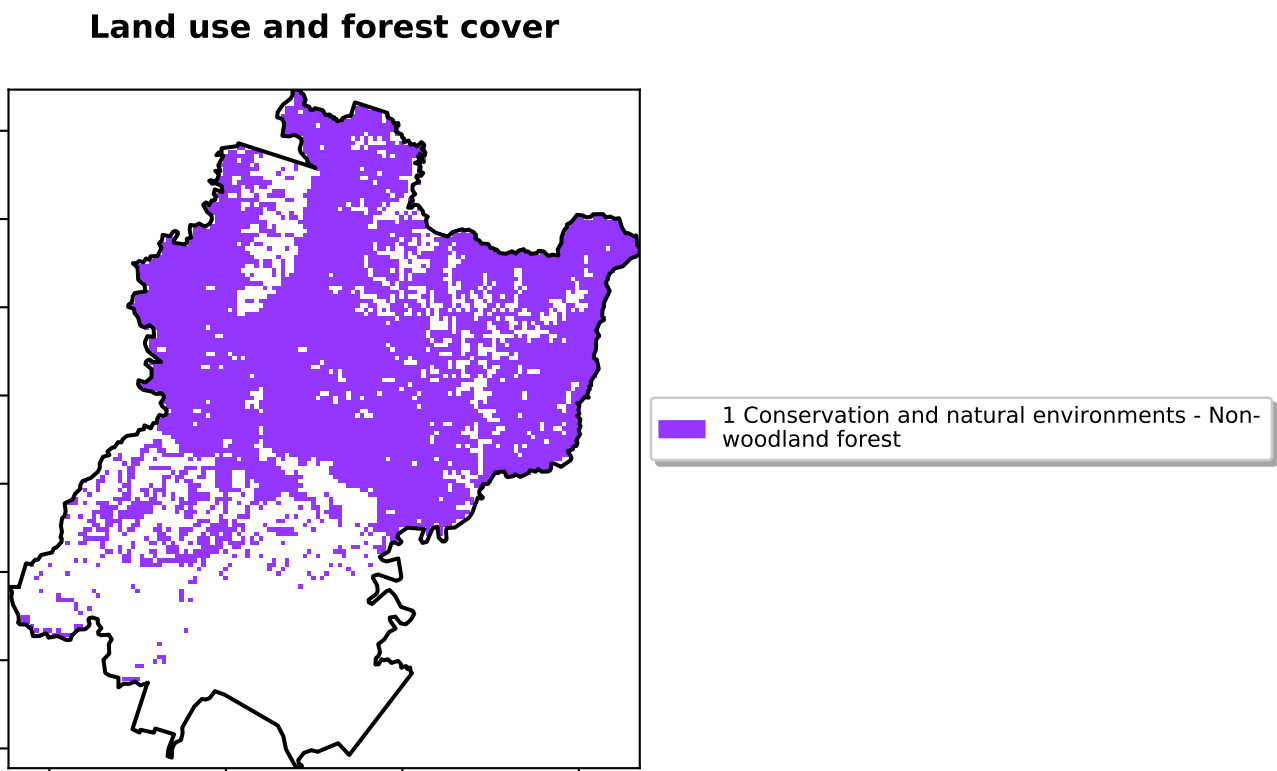 Land use and forest cover
1 Conservation and natural environments - Non-
woodland forest